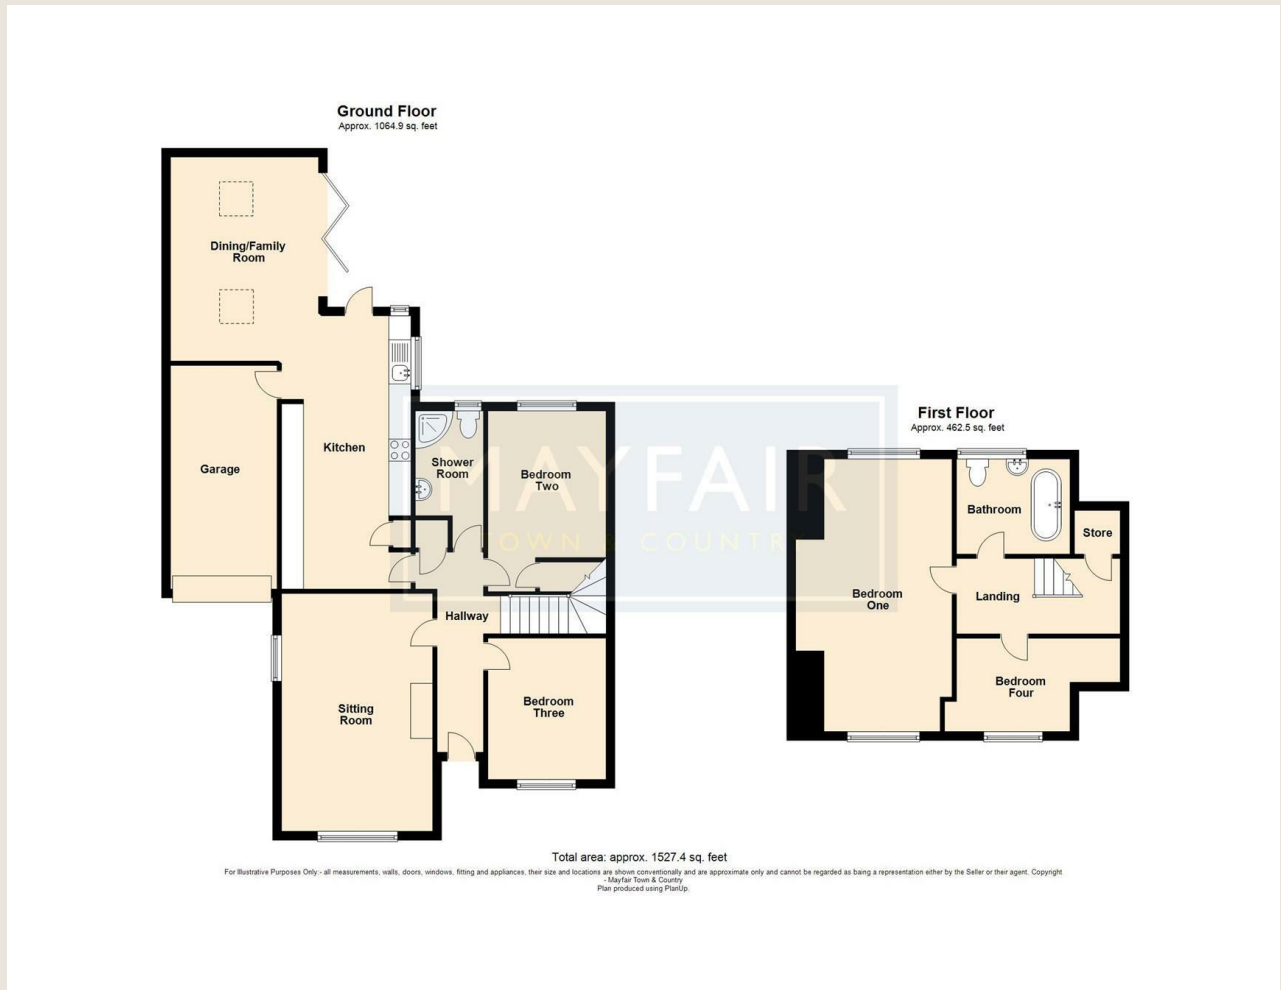 Ground Floor
Approx. 1064.9 sq. feet
Dining/Family
Room
Kitchen
Garage
Shower
Room
Bedroom
Two
Hallway
Sitting
Room
Bedroom
Three
First Floor
Approx. 462.5 sq. feet
Bathroom
Store
Bedroom
One
Landing
Bedroom
Four
MAYFAIR
TOWN & COUNTRY
Total area: approx. 1527.4 sq. feet
For Illustrative Purposes Only:- all measurements, walls, doors, windows, fitting and appliances, their size and locations are shown conventionally and are approximate only and cannot be regarded as being a representation either by the Seller or their agent. Copyright
- Mayfair Town & Country
Plan produced using PlanUp.